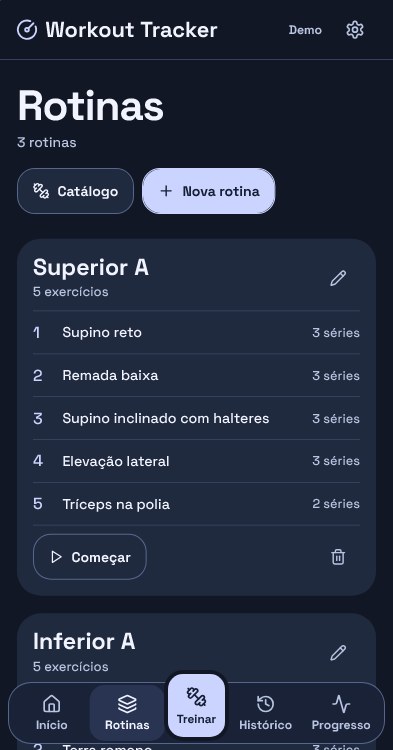 Workout Tracker
Demo
Rotinas
3 rotinas
Catálogo
Nova rotina
Superior A
5 exercícios
1 Supino reto 3 séries
2 Remada baixa 3 séries
3 Supino inclinado com halteres 3 séries
4 Elevação lateral 3 séries
5 Tríceps na polia 2 séries
Começar
Inferior A
5 exercícios
Início
Rotinas
Treinar
Histórico
Progresso